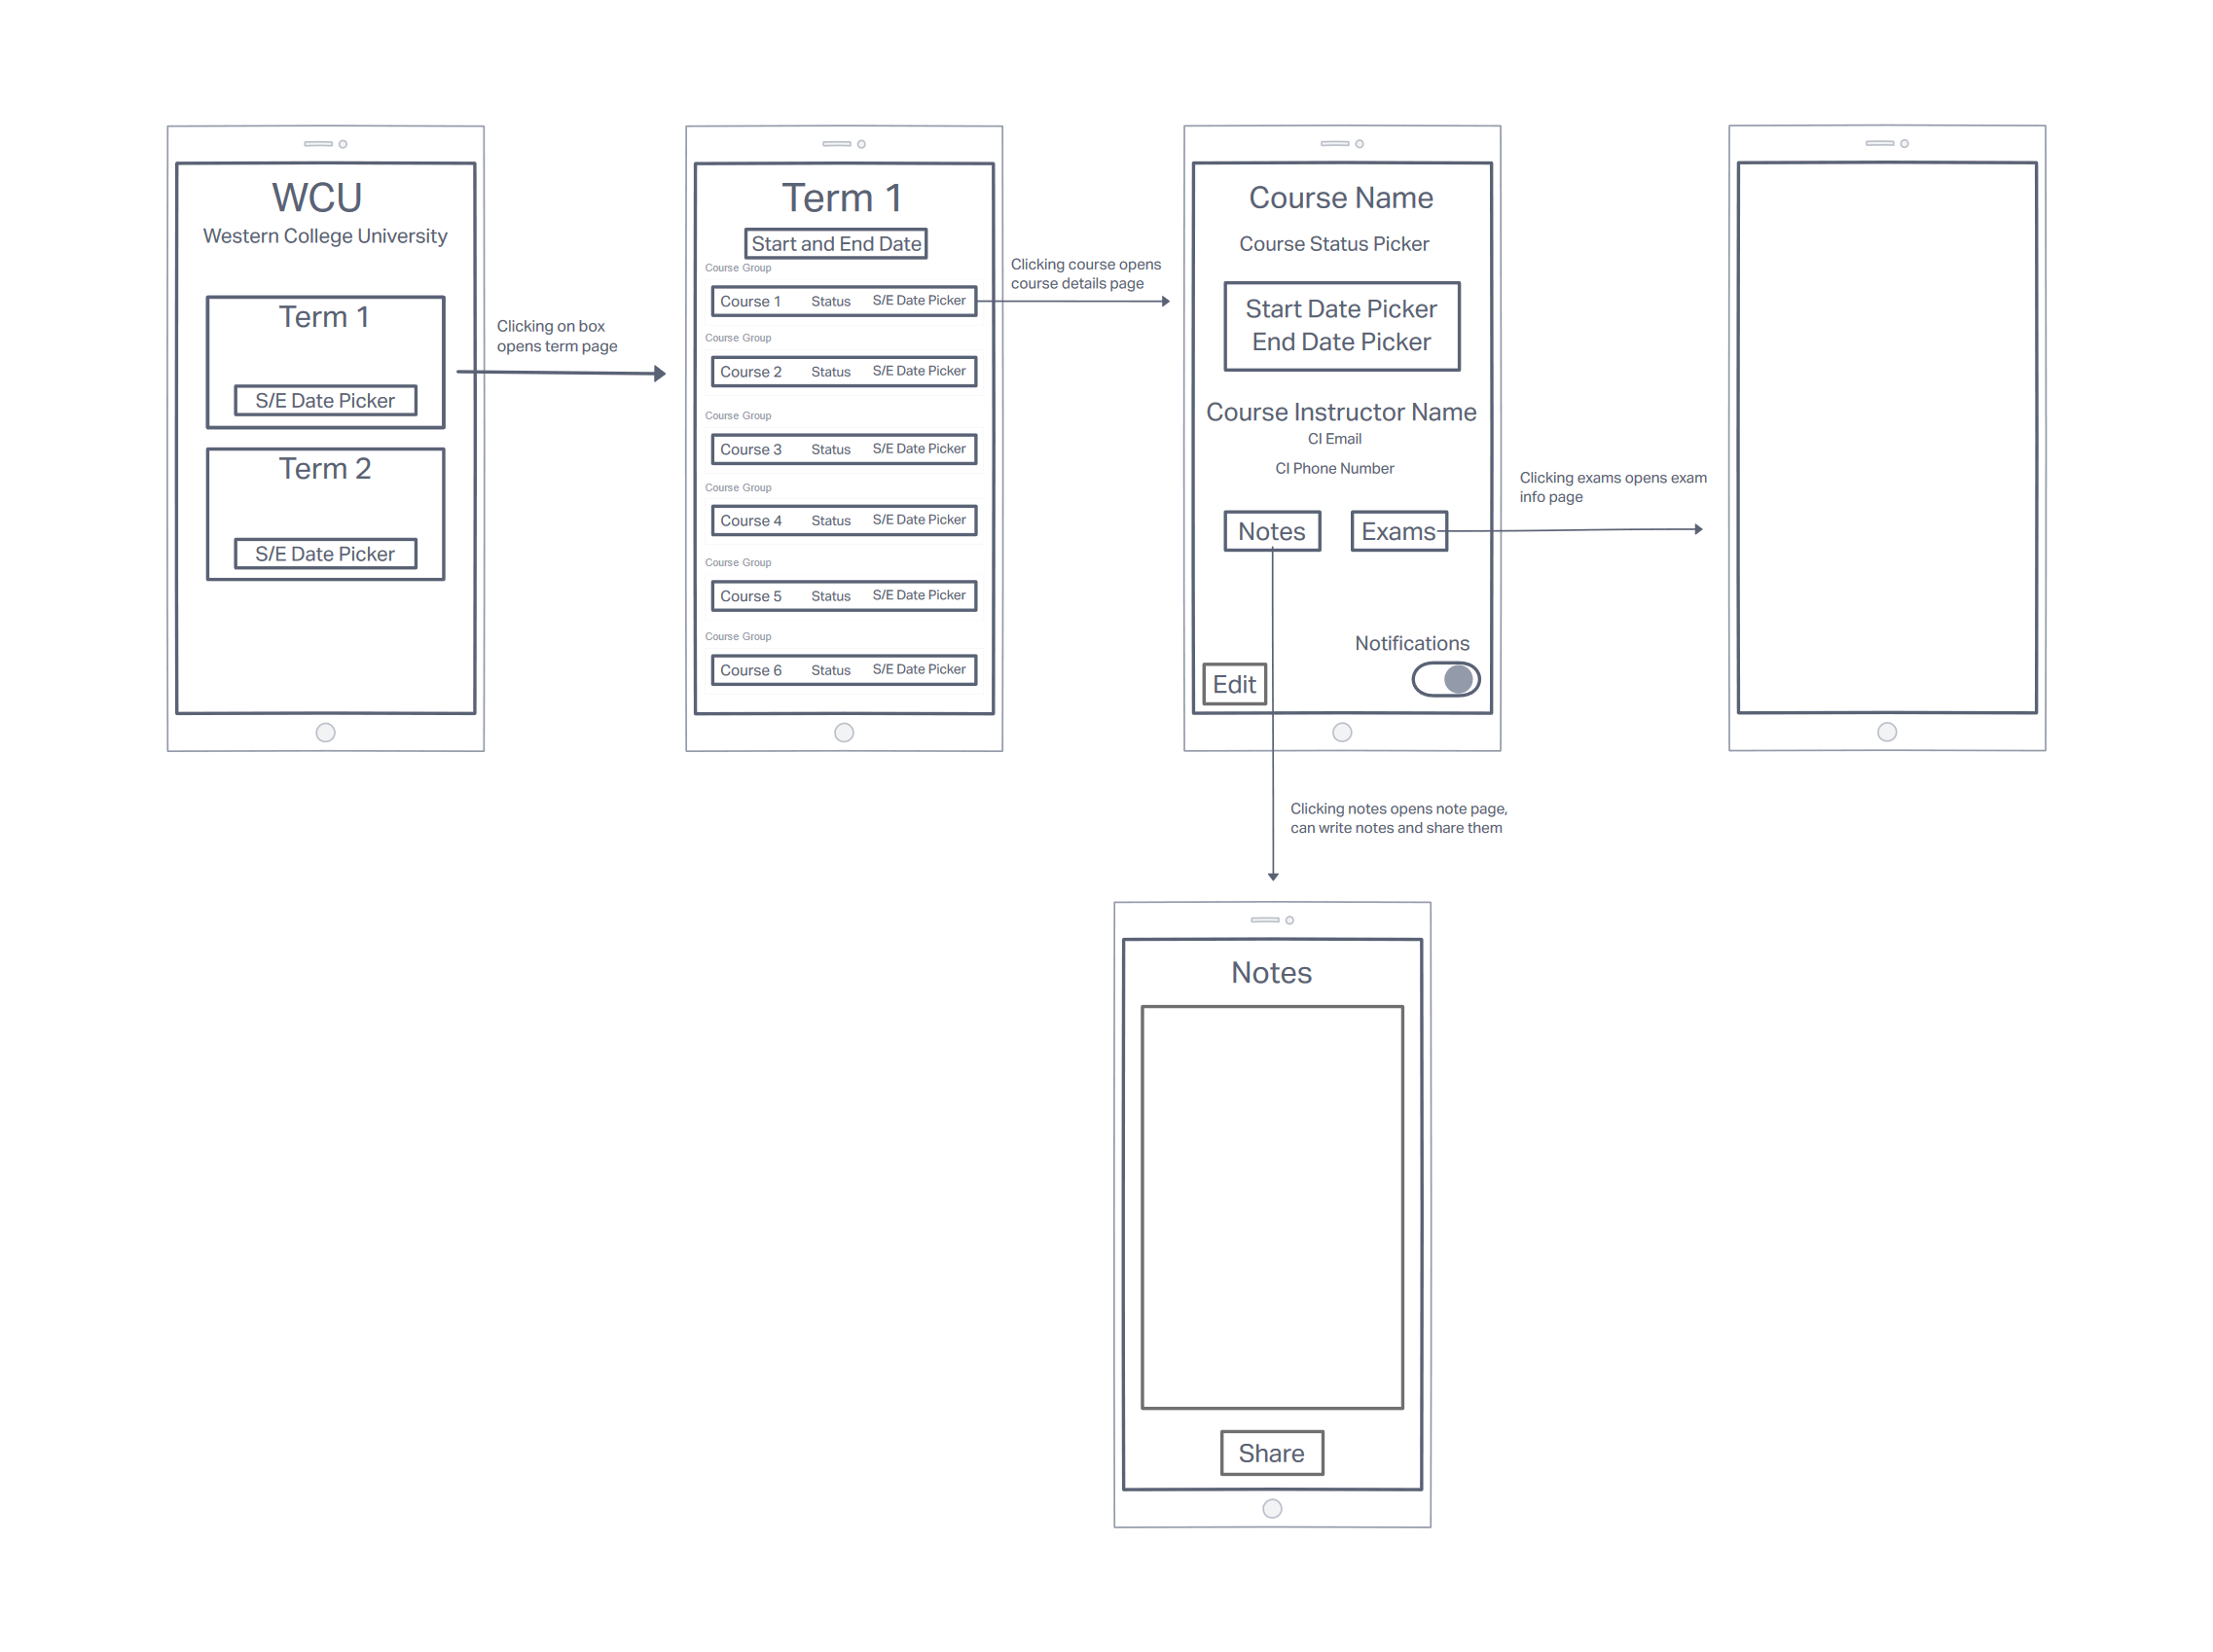 WCU
Western College University
Term 1
S/E Date Picker
Term 2
S/E Date Picker
Clicking on box
opens term page
Term 1
Start and End Date
Course Group
Course 1 Status S/E Date Picker
Course Group
Course 2 Status S/E Date Picker
Course Group
Course 3 Status S/E Date Picker
Course Group
Course 4 Status S/E Date Picker
Course Group
Course 5 Status S/E Date Picker
Course Group
Course 6 Status S/E Date Picker
Clicking course opens
course details page
Course Name
Course Status Picker
Start Date Picker
End Date Picker
Course Instructor Name
CI Email
CI Phone Number
Notes Exams
Notifications
Edit
Clicking exams opens exam
info page
Clicking notes opens note page,
can write notes and share them
Notes
Share